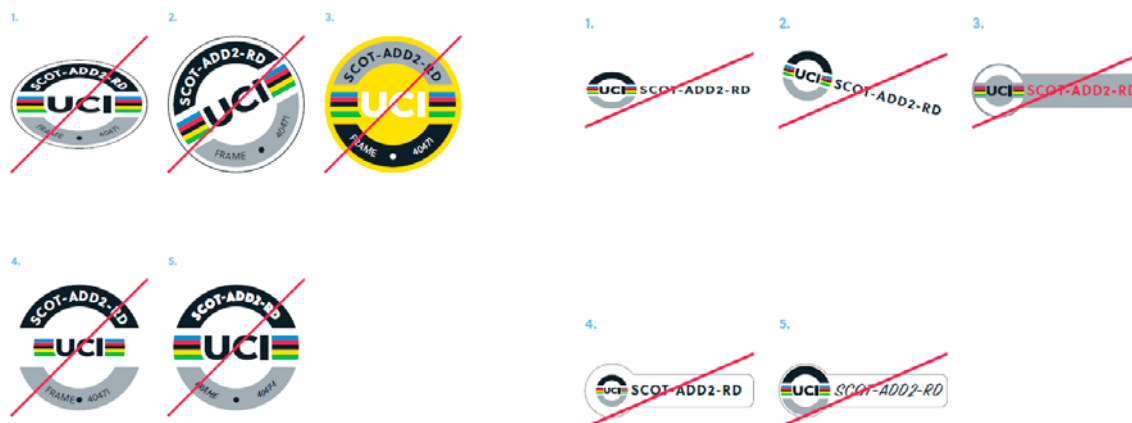 1.
SCOT-ADD2-RD
UCI
FRAME • 40471
2.
SCOT-ADD2-RD
UCI
FRAME • 40471
3.
SCOT-ADD2-RD
UCI
FRAME • 40471
1.
UCI SCOT-ADD2-RD
2.
UCI SCOT-ADD2-RD
3.
UCI SCOT-ADD2-RD
4.
SCOT-ADD2-RD
UCI
FRAME • 40471
5.
SCOT-ADD2-RD
UCI
FRAME 40471
4.
UCI SCOT-ADD2-RD
5.
UCI SCOT-ADD2-RD